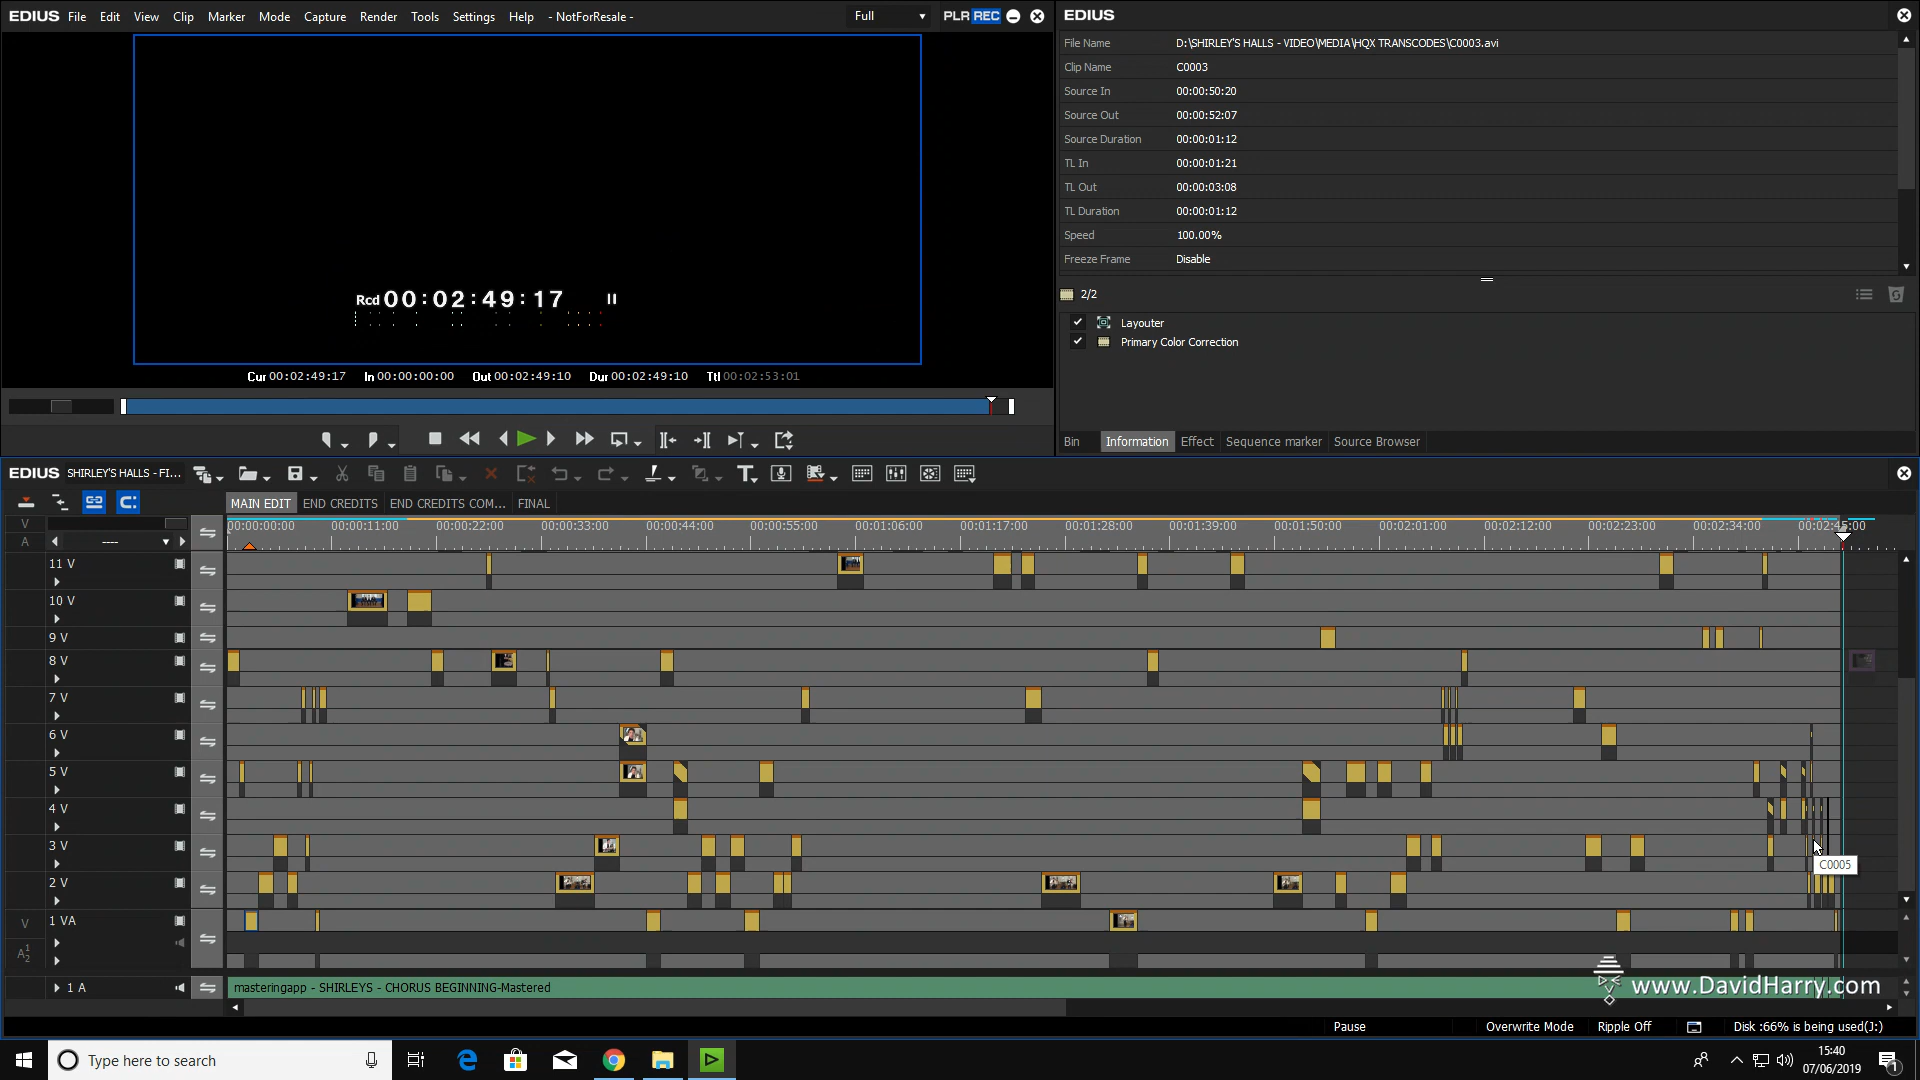 EDIUS File Edit View Clip Marker Mode Capture Render Tools Settings Help - NotForResale - Full PLR REC
Rcd 00:02:49:17
Cur 00:02:49:17 In 00:00:00:00 Out 00:02:49:10 Dur 00:02:49:10 Ttl 00:02:53:01
EDIUS
File Name D:\SHIRLEY'S HALLS - VIDEO\MEDIA\HQX TRANSCODES\C0003.avi
Clip Name C0003
Source In 00:00:50:20
Source Out 00:00:52:07
Source Duration 00:00:01:12
TL In 00:00:01:21
TL Out 00:00:03:08
TL Duration 00:00:01:12
Speed 100.00%
Freeze Frame Disable
2/2
Layouter
Primary Color Correction
Bin Information Effect Sequence marker Source Browser
EDIUS SHIRLEY'S HALLS - FI...
MAIN EDIT END CREDITS END CREDITS COM... FINAL
V
A ----
00:00:00:00 00:00:11:00 00:00:22:00 00:00:33:00 00:00:44:00 00:00:55:00 00:01:06:00 00:01:17:00 00:01:28:00 00:01:39:00 00:01:50:00 00:02:01:00 00:02:12:00 00:02:23:00 00:02:34:00 00:02:45:00
11 V
10 V
9 V
8 V
7 V
6 V
5 V
4 V
3 V
C0005
2 V
V 1 VA
A 1 2
1 A masteringapp - SHIRLEYS - CHORUS BEGINNING-Mastered
www.DavidHarry.com
Pause Overwrite Mode Ripple Off Disk :66% is being used(J:)
Type here to search
15:40
07/06/2019
1